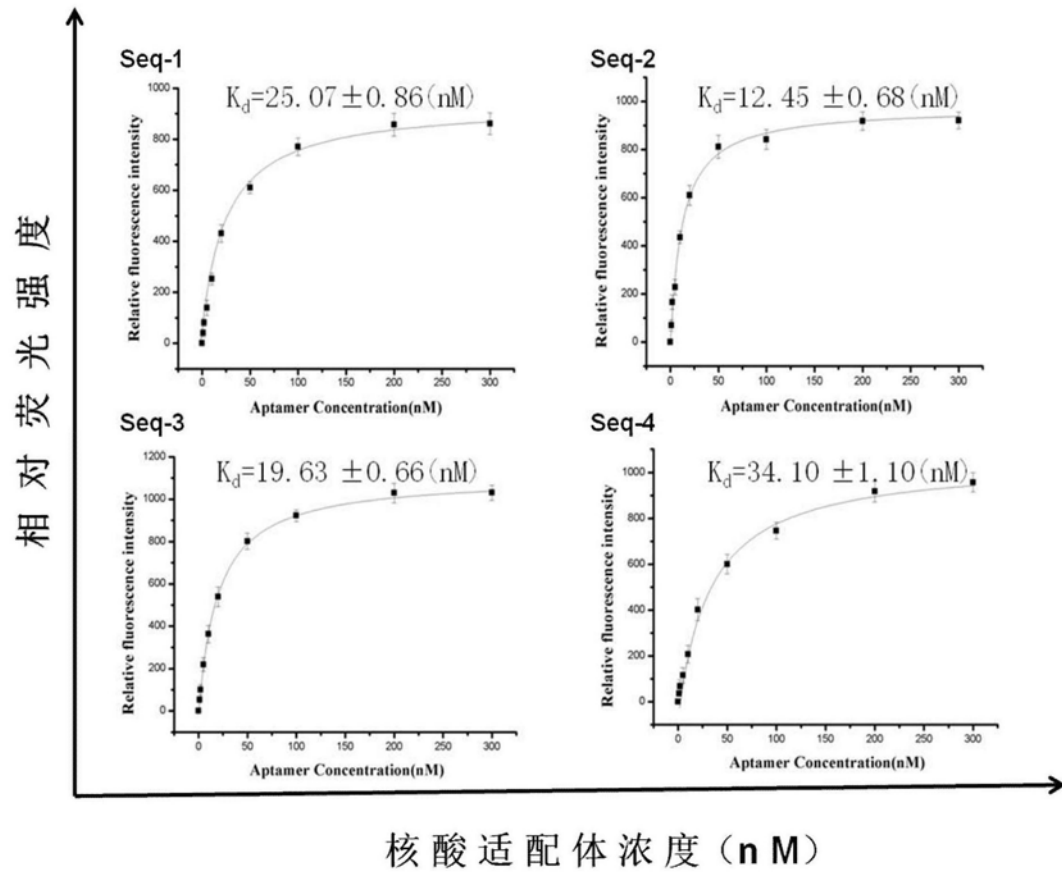 相对荧光强度
Seq-1
K_d=25.07±0.86(nM)
Relative fluorescence intensity
1000
800
600
400
200
0
0 50 100 150 200 250 300
Aptamer Concentration(nM)
Seq-2
K_d=12.45 ±0.68(nM)
Relative fluorescence intensity
1000
800
600
400
200
0
0 50 100 150 200 250 300
Aptamer Concentration(nM)
Seq-3
K_d=19.63 ±0.66(nM)
Relative fluorescence intensity
1200
1000
800
600
400
200
0
0 50 100 150 200 250 300
Aptamer Concentration(nM)
Seq-4
K_d=34.10 ±1.10(nM)
Relative fluorescence intensity
1000
800
600
400
200
0
0 50 100 150 200 250 300
Aptamer Concentration(nM)
核酸适配体浓度（n M）